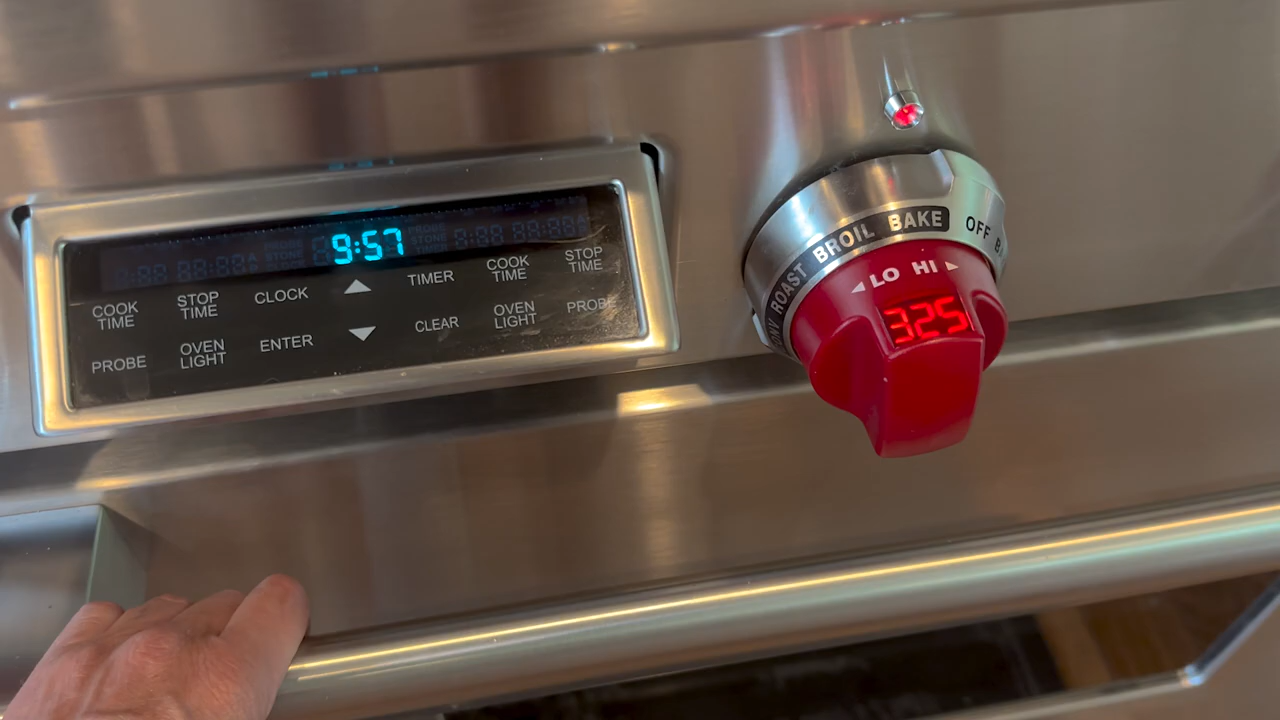 9:57
COOK TIME
STOP TIME
CLOCK
TIMER
COOK TIME
STOP TIME
PROBE
OVEN LIGHT
ENTER
CLEAR
OVEN LIGHT
PROBE
ROAST BROIL BAKE
OFF
LO HI
325